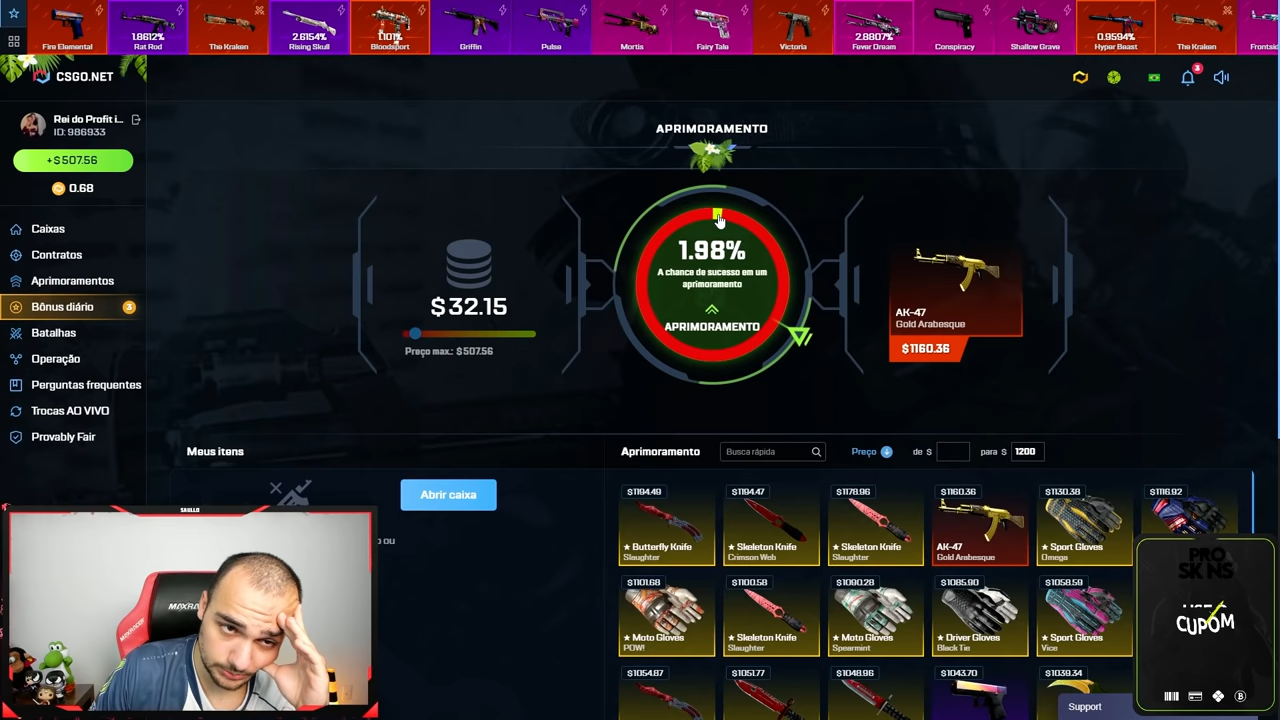 Fire Elemental
1.8612%
Rat Rod
The Kraken
2.6154%
Rising Skull
Bloodsport
Griffin
Pulse
Mortis
Fairy Tale
Victoria
2.8807%
Fever Dream
Conspiracy
Shallow Grave
0.9594%
Hyper Beast
The Kraken
CSGO.NET
3
Rei do Profit i...
ID: 986933
+$507.56
0.68
Caixas
Contratos
Aprimoramentos
Bônus diário
3
Batalhas
Operação
Perguntas frequentes
Trocas AO VIVO
Provably Fair
APRIMORAMENTO
$32.15
Preço max.: $507.56
1.98%
A chance de sucesso em um
aprimoramento
APRIMORAMENTO
AK-47
Gold Arabesque
$1160.36
Meus itens
Abrir caixa
ou
Aprimoramento
Busca rápida
Preço
de $
para $ 1200
$1194.49
★ Butterfly Knife
Slaughter
$1194.47
★ Skeleton Knife
Crimson Web
$1178.96
★ Skeleton Knife
Slaughter
$1160.36
AK-47
Gold Arabesque
$1130.38
★ Sport Gloves
Omega
$1116.92
$1101.68
★ Moto Gloves
POW!
$1100.58
★ Skeleton Knife
Slaughter
$1090.28
★ Moto Gloves
Spearmint
$1085.90
★ Driver Gloves
Black Tie
$1058.59
★ Sport Gloves
Vice
$1054.87
$1051.77
$1048.96
$1043.70
$1039.34
Support
SAULLO
MAXRA
PRO
SKINS
CUPOM